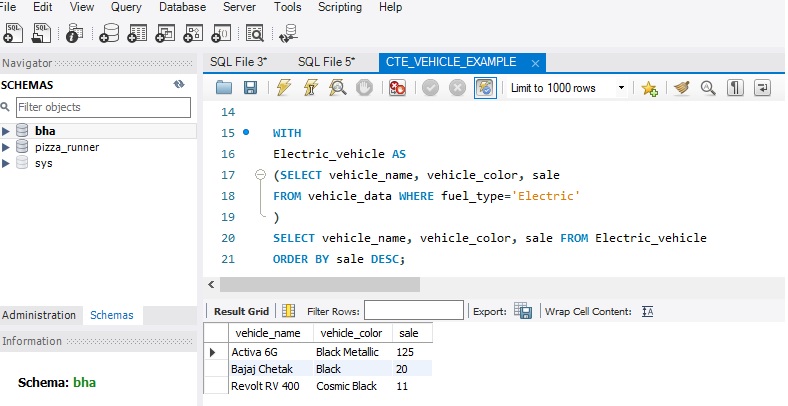 File Edit View Query Database Server Tools Scripting Help
Navigator
SCHEMAS
Filter objects
bha
pizza_runner
sys
Administration Schemas
Information
Schema: bha
SQL File 3* SQL File 5* CTE_VEHICLE_EXAMPLE
Limit to 1000 rows
14
15 WITH
16 Electric_vehicle AS
17 (SELECT vehicle_name, vehicle_color, sale
18 FROM vehicle_data WHERE fuel_type='Electric'
19 )
20 SELECT vehicle_name, vehicle_color, sale FROM Electric_vehicle
21 ORDER BY sale DESC;
Result Grid Filter Rows: Export: Wrap Cell Content:
vehicle_name vehicle_color sale
Activa 6G Black Metallic 125
Bajaj Chetak Black 20
Revolt RV 400 Cosmic Black 11